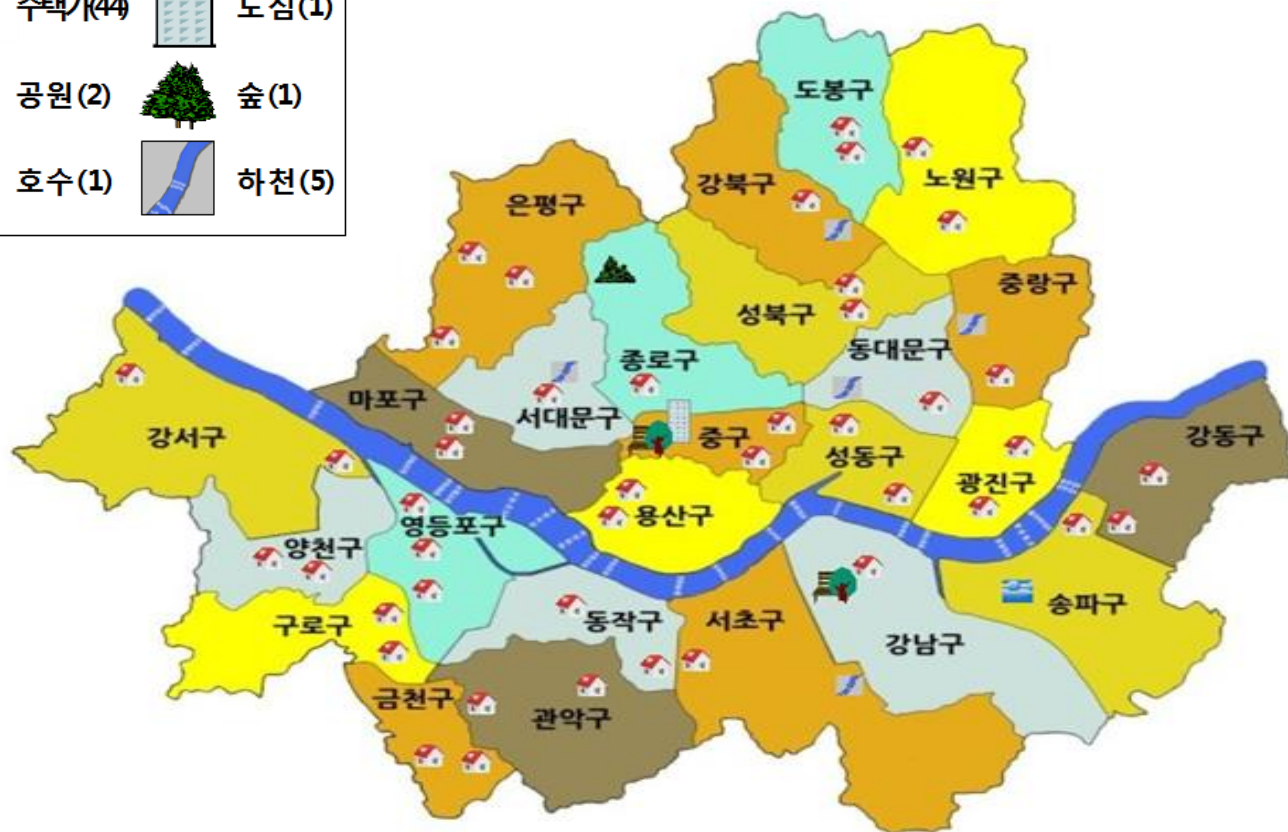 주택가(44) 도심(1)
공원(2) 숲(1)
호수(1) 하천(5)
도봉구
노원구
강북구
은평구
중랑구
성북구
동대문구
종로구
마포구
서대문구
중구
강서구
강동구
성동구
광진구
용산구
영등포구
양천구
송파구
구로구
동작구
서초구
강남구
금천구
관악구